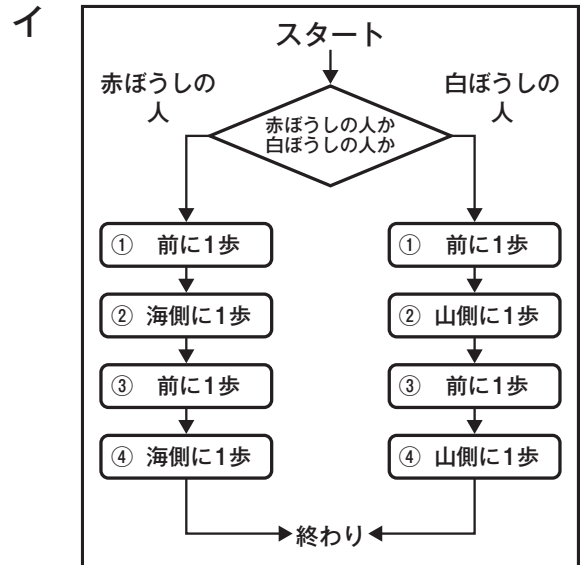 イ
スタート
赤ぼうしの
人
白ぼうしの
人
赤ぼうしの人か
白ぼうしの人か
① 前に1歩
② 海側に1歩
③ 前に1歩
④ 海側に1歩
① 前に1歩
② 山側に1歩
③ 前に1歩
④ 山側に1歩
終わり